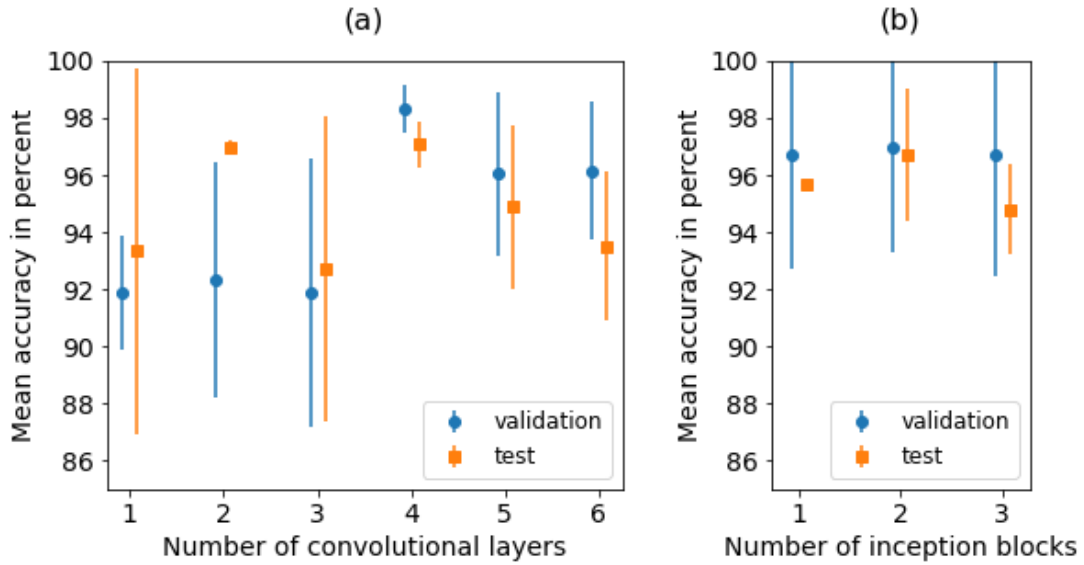 (a)
Mean accuracy in percent
100
98
96
94
92
90
88
86
1 2 3 4 5 6
Number of convolutional layers
validation
test
(b)
Mean accuracy in percent
100
98
96
94
92
90
88
86
1 2 3
Number of inception blocks
validation
test